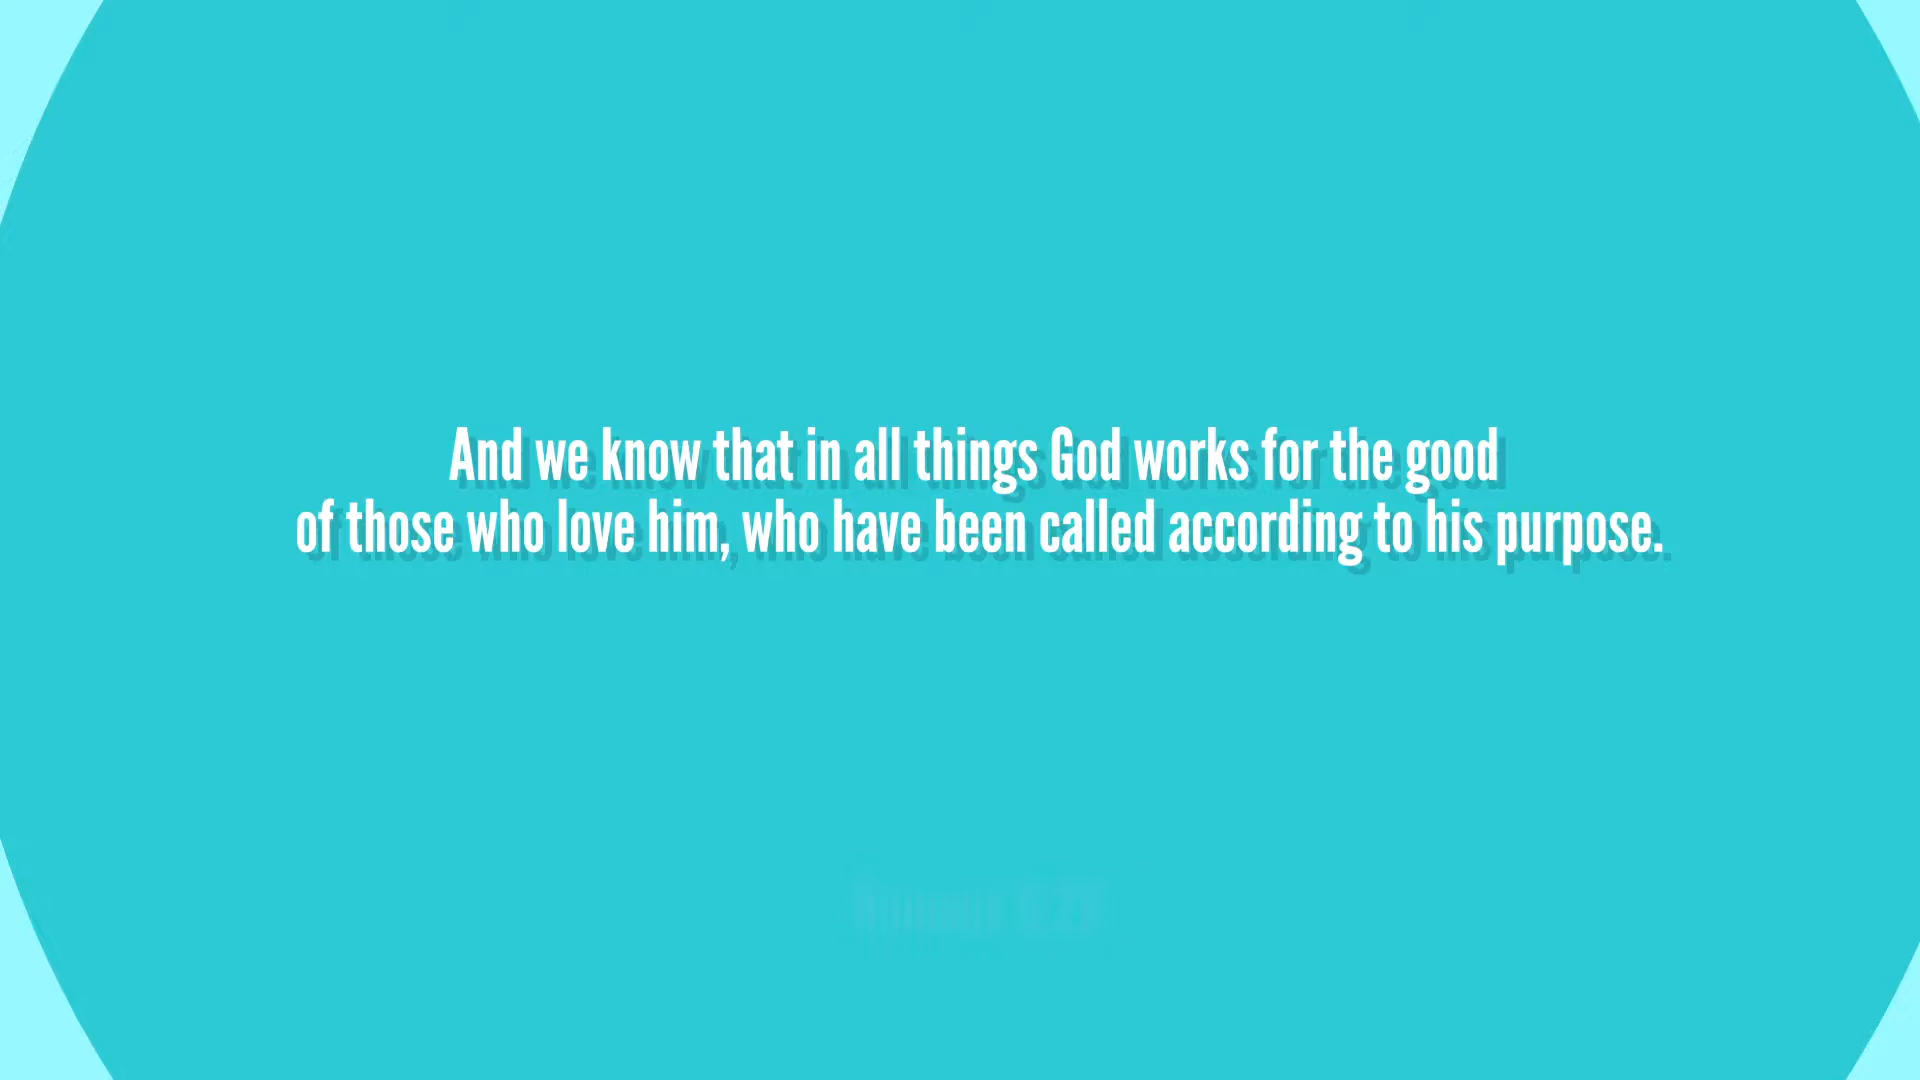 And we know that in all things God works for the good
of those who love him, who have been called according to his purpose.